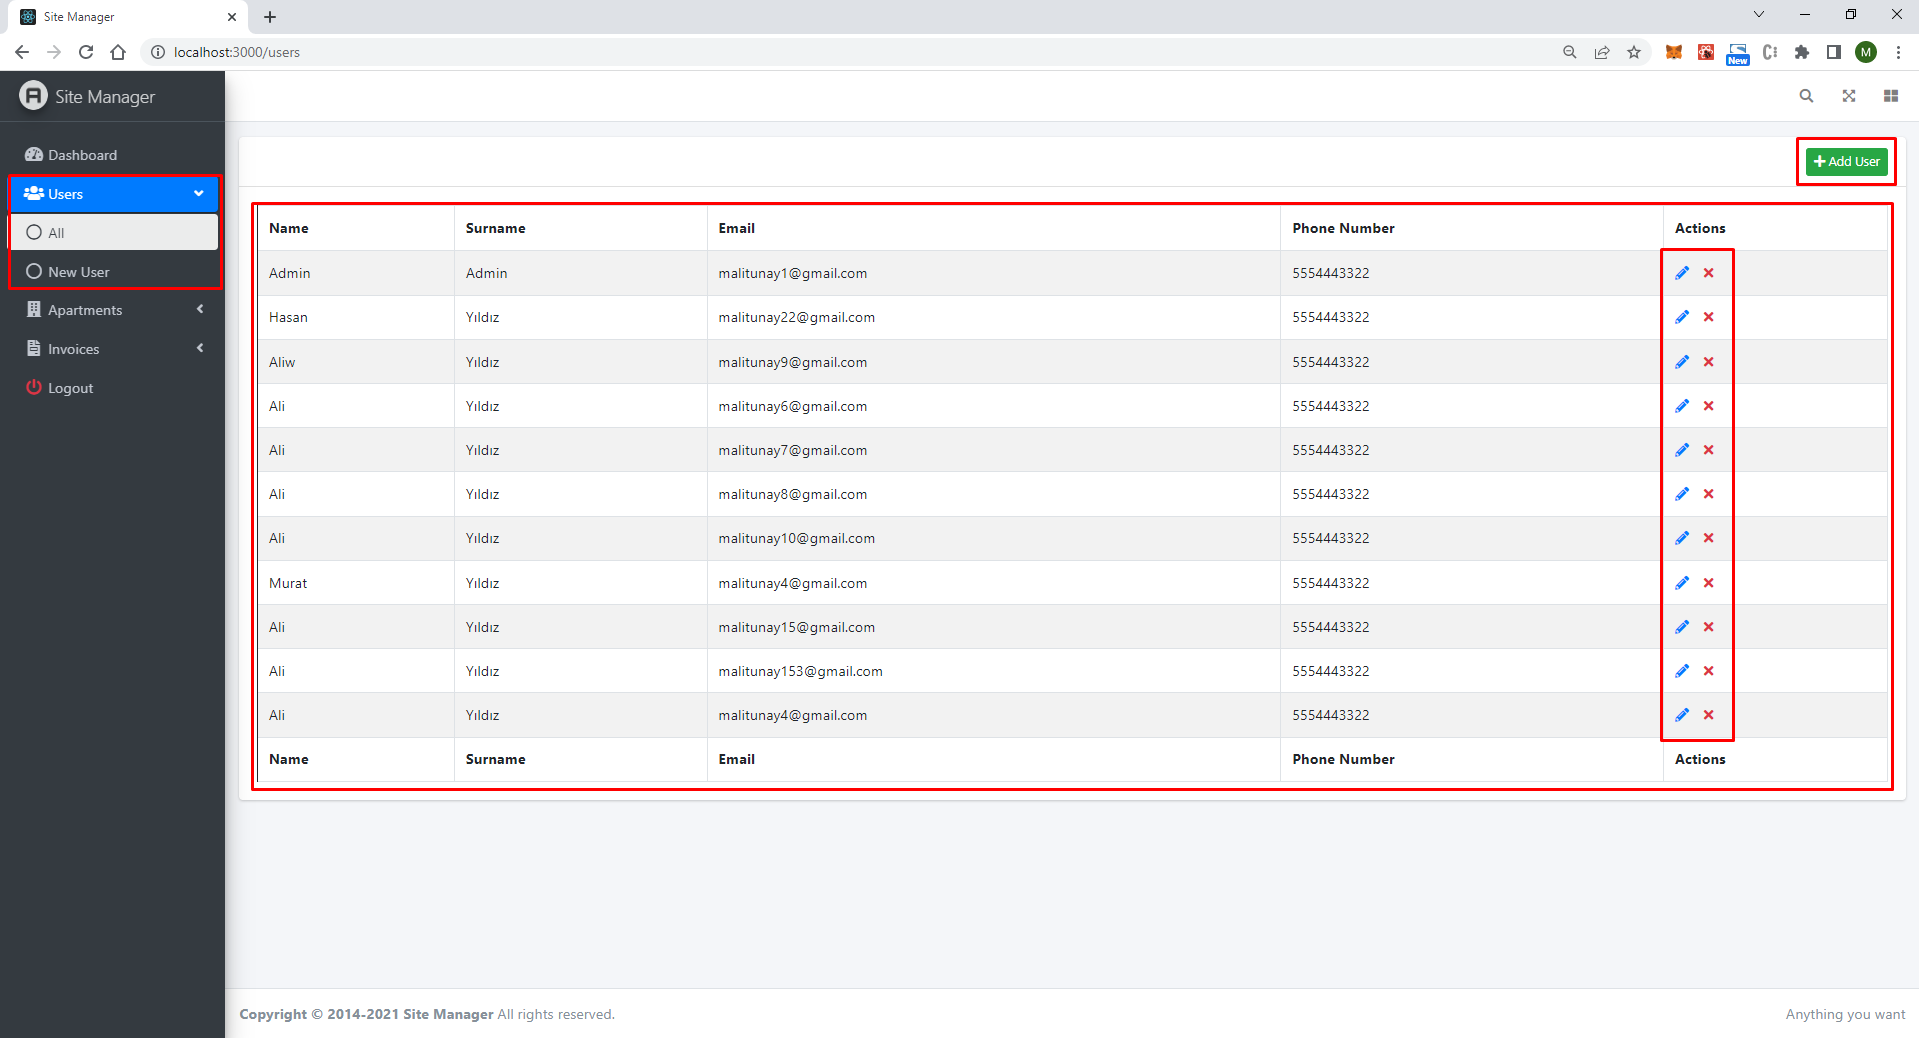 Site Manager
localhost:3000/users
New
M
A Site Manager
Dashboard
Users
All
New User
Apartments
Invoices
Logout
Add User
Name Surname Email Phone Number Actions
Admin Admin malitunay1@gmail.com 5554443322
Hasan Yıldız malitunay22@gmail.com 5554443322
Aliw Yıldız malitunay9@gmail.com 5554443322
Ali Yıldız malitunay6@gmail.com 5554443322
Ali Yıldız malitunay7@gmail.com 5554443322
Ali Yıldız malitunay8@gmail.com 5554443322
Ali Yıldız malitunay10@gmail.com 5554443322
Murat Yıldız malitunay4@gmail.com 5554443322
Ali Yıldız malitunay15@gmail.com 5554443322
Ali Yıldız malitunay153@gmail.com 5554443322
Ali Yıldız malitunay4@gmail.com 5554443322
Name Surname Email Phone Number Actions
Copyright © 2014-2021 Site Manager All rights reserved. Anything you want